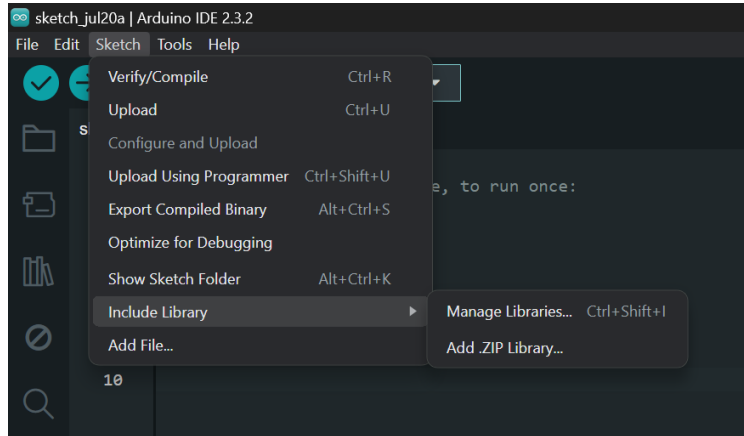 sketch_jul20a | Arduino IDE 2.3.2
File Edit Sketch Tools Help
Verify/Compile Ctrl+R
Upload Ctrl+U
Configure and Upload
Upload Using Programmer Ctrl+Shift+U
e, to run once:
Export Compiled Binary Alt+Ctrl+S
Optimize for Debugging
Show Sketch Folder Alt+Ctrl+K
Include Library
Manage Libraries... Ctrl+Shift+I
Add File...
Add .ZIP Library...
10